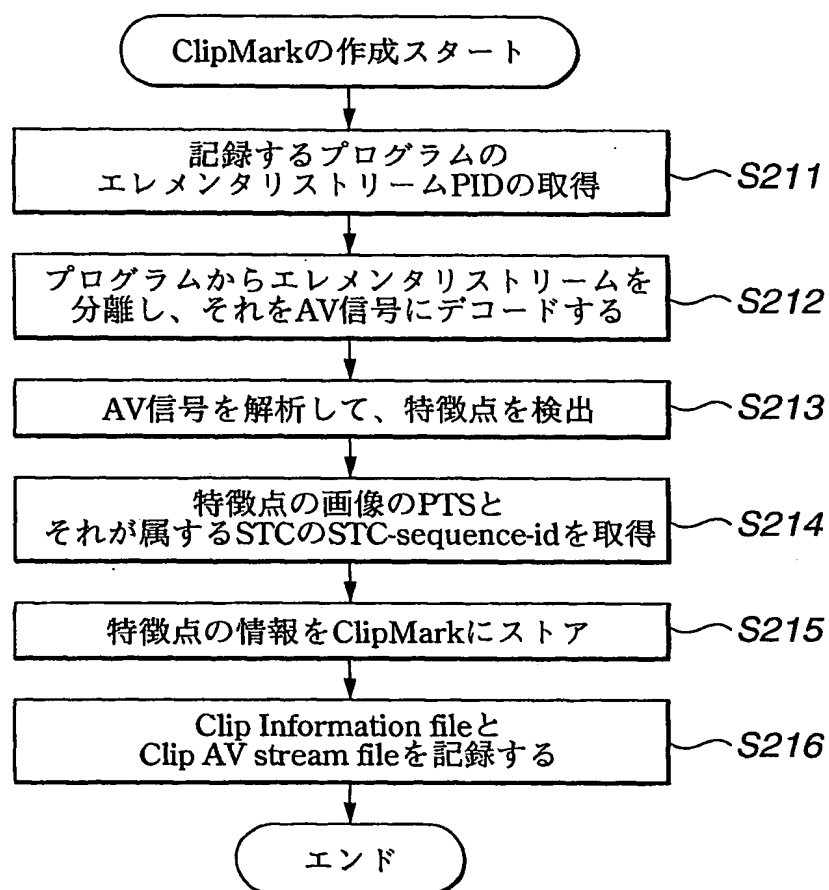 ClipMarkの作成スタート
記録するプログラムの
エレメンタリストリームPIDの取得
S211
プログラムからエレメンタリストリームを
分離し、それをAV信号にデコードする
S212
AV信号を解析して、特徴点を検出
S213
特徴点の画像のPTSと
それが属するSTCのSTC-sequence-idを取得
S214
特徴点の情報をClipMarkにストア
S215
Clip Information fileと
Clip AV stream fileを記録する
S216
エンド